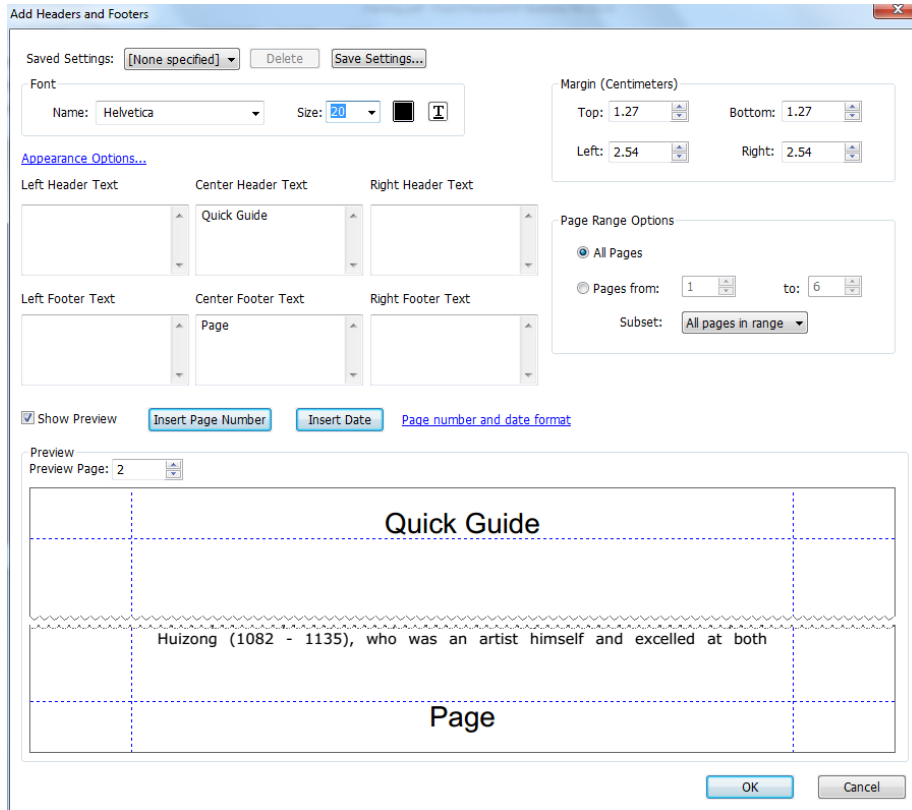 Add Headers and Footers
Saved Settings: [None specified] Delete Save Settings...
Font
Name: Helvetica Size: 20 T
Margin (Centimeters)
Top: 1.27 Bottom: 1.27
Left: 2.54 Right: 2.54
Appearance Options...
Left Header Text Center Header Text Right Header Text
Quick Guide
Page Range Options
All Pages
Pages from: 1 to: 6
Subset: All pages in range
Left Footer Text Center Footer Text Right Footer Text
Page
Show Preview Insert Page Number Insert Date Page number and date format
Preview
Preview Page: 2
Quick Guide
Huizong (1082 - 1135), who was an artist himself and excelled at both
Page
OK Cancel